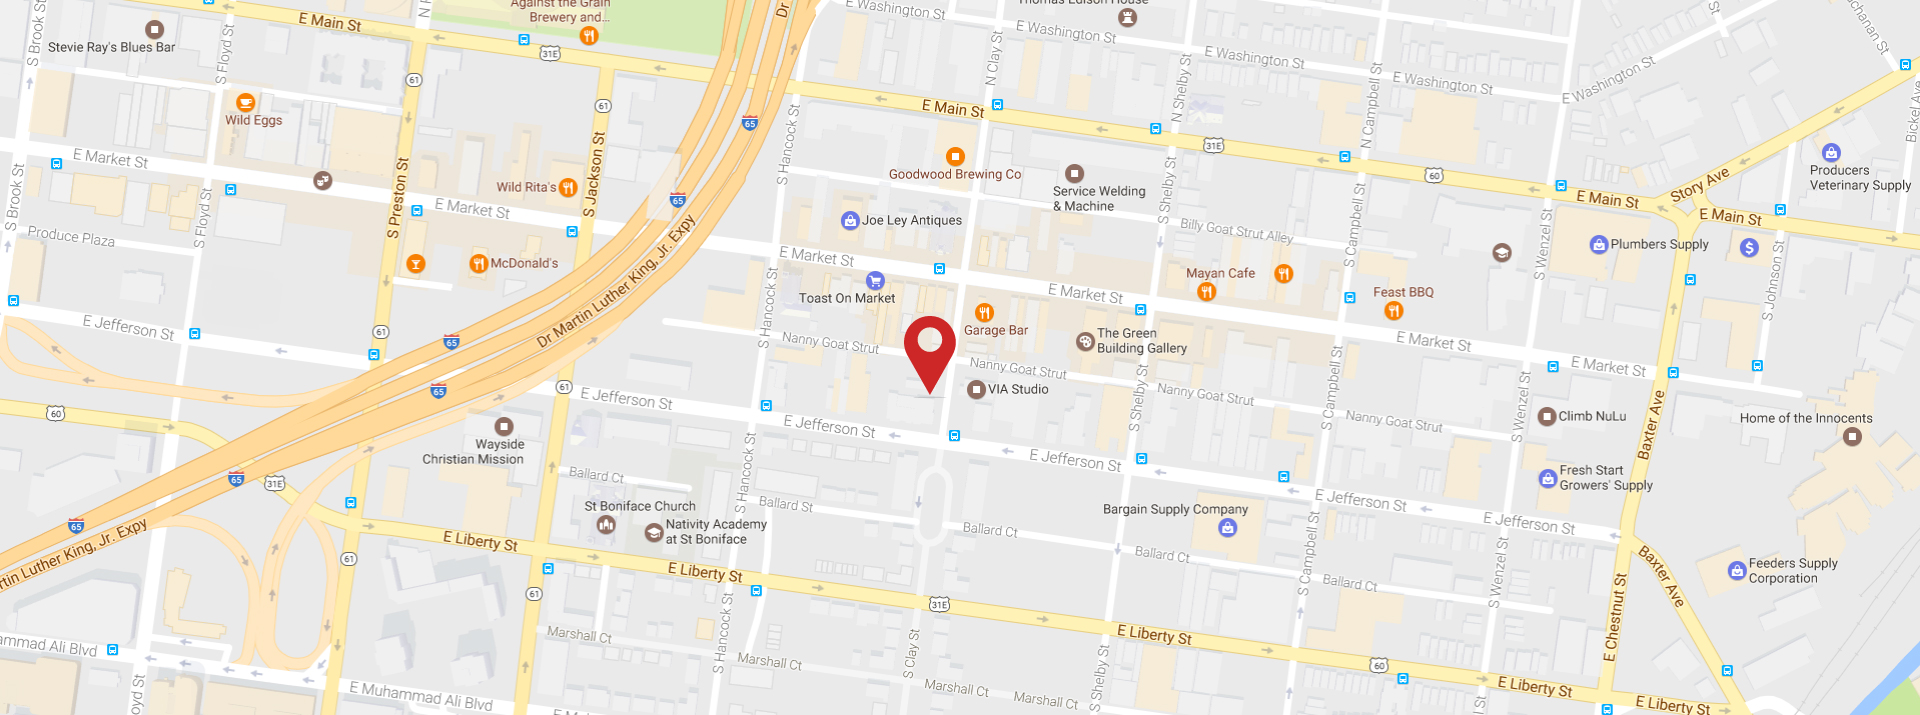 Against the Grain
Brewery and...
Thomas Edison House
E Main St
E Washington St
E Washington St
E Washington St
E Washington St
E Washington St
Stevie Ray's Blues Bar
31E
S Brook St
S Floyd St
61
61
N Clay St
N Shelby St
N Campbell St
Wild Eggs
E Main St
65
31E
60
E Market St
Goodwood Brewing Co
Service Welding
& Machine
Story Ave
Producers
Veterinary Supply
S Preston St
S Jackson St
S Hancock St
Wild Rita's
65
E Main St
E Main St
S Brook St
S Floyd St
E Market St
Joe Ley Antiques
S Shelby St
Billy Goat Strut Alley
S Campbell St
S Wenzel St
Plumbers Supply
Produce Plaza
McDonald's
Dr Martin Luther King, Jr. Expy
E Market St
Mayan Cafe
S Johnson St
Toast On Market
E Market St
Feast BBQ
E Jefferson St
61
65
S Hancock St
Nanny Goat Strut
Garage Bar
The Green
Building Gallery
E Market St
E Market St
65
61
E Jefferson St
Nanny Goat Strut
VIA Studio
Nanny Goat Strut
Nanny Goat Strut
60
E Jefferson St
S Shelby St
S Campbell St
S Wenzel St
Climb NuLu
Baxter Ave
Home of the Innocents
Wayside
Christian Mission
E Jefferson St
65
31E
Ballard Ct
S Hancock St
Fresh Start
Growers' Supply
St Boniface Church
Ballard St
Bargain Supply Company
E Jefferson St
E Jefferson St
65
Nativity Academy
at St Boniface
Ballard Ct
E Liberty St
Ballard Ct
S Campbell St
S Wenzel St
Baxter Ave
Feeders Supply
Corporation
61
E Liberty St
Ballard Ct
61
31E
S Hancock St
S Clay St
S Shelby St
E Chestnut St
Marshall Ct
E Liberty St
Marshall Ct
60
E Muhammad Ali Blvd
Marshall Ct
Marshall Ct
E Liberty St
E Liberty St